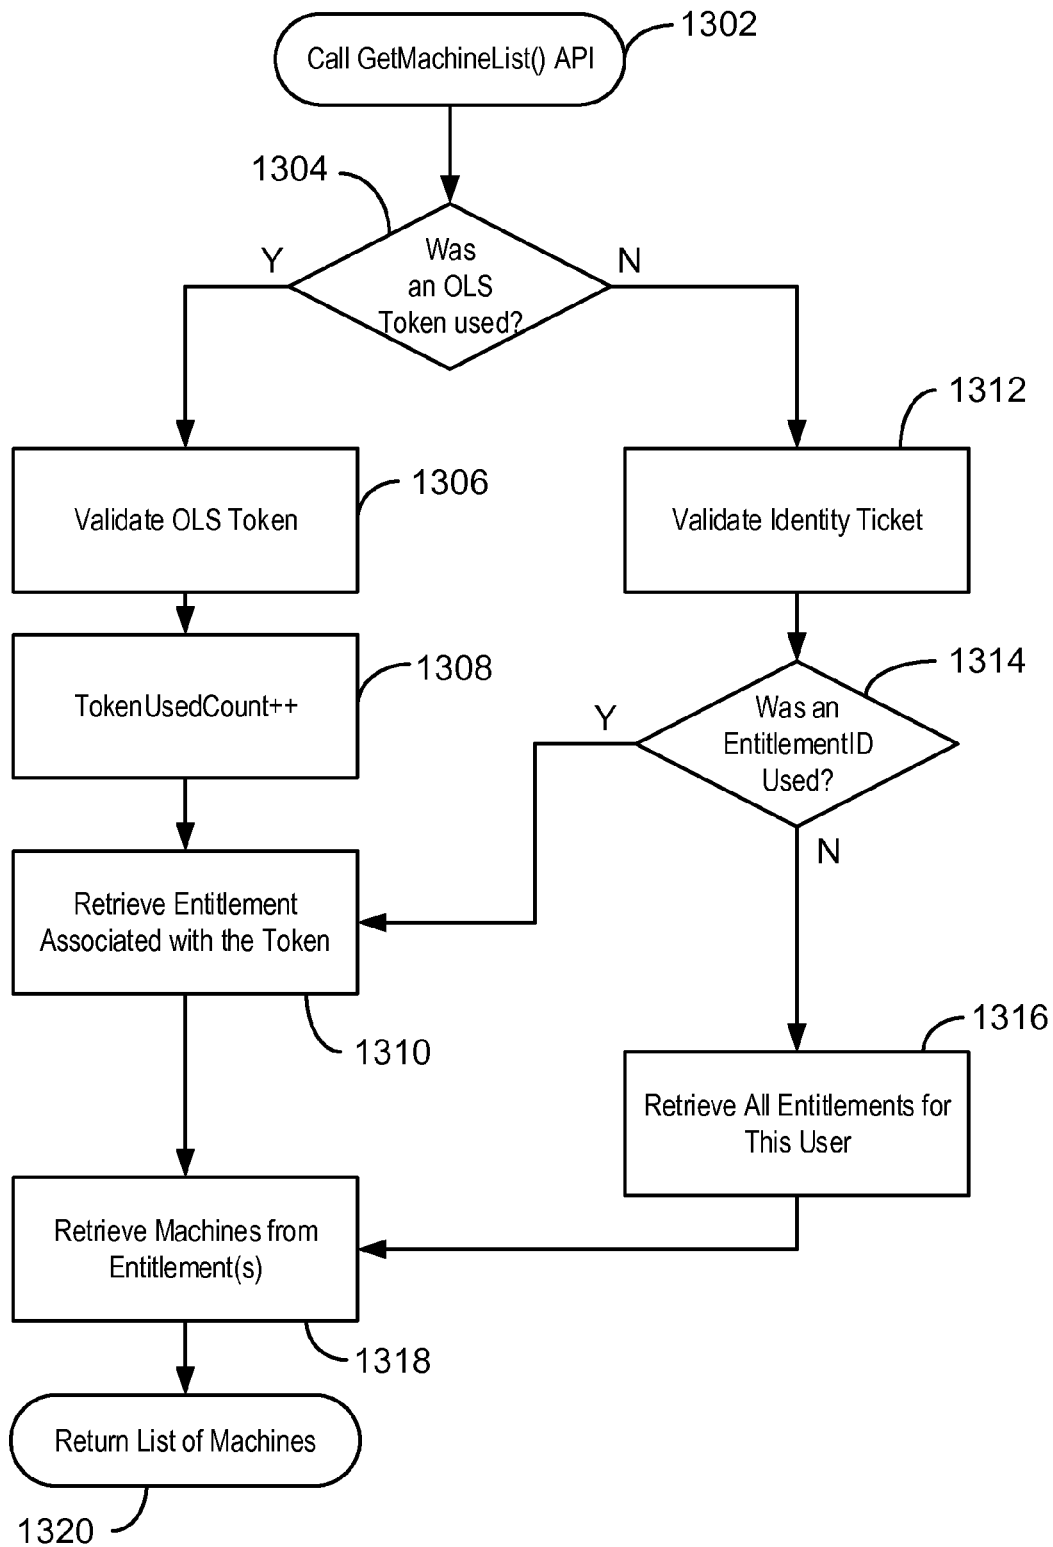 1302
Call GetMachineList() API
1304
Y
Was
an OLS
Token used?
N
1312
1306
Validate OLS Token
Validate Identity Ticket
1308
TokenUsedCount++
1314
Y
Was an
EntitlementID
Used?
N
Retrieve Entitlement
Associated with the Token
1310
1316
Retrieve All Entitlements for
This User
Retrieve Machines from
Entitlement(s)
1318
Return List of Machines
1320